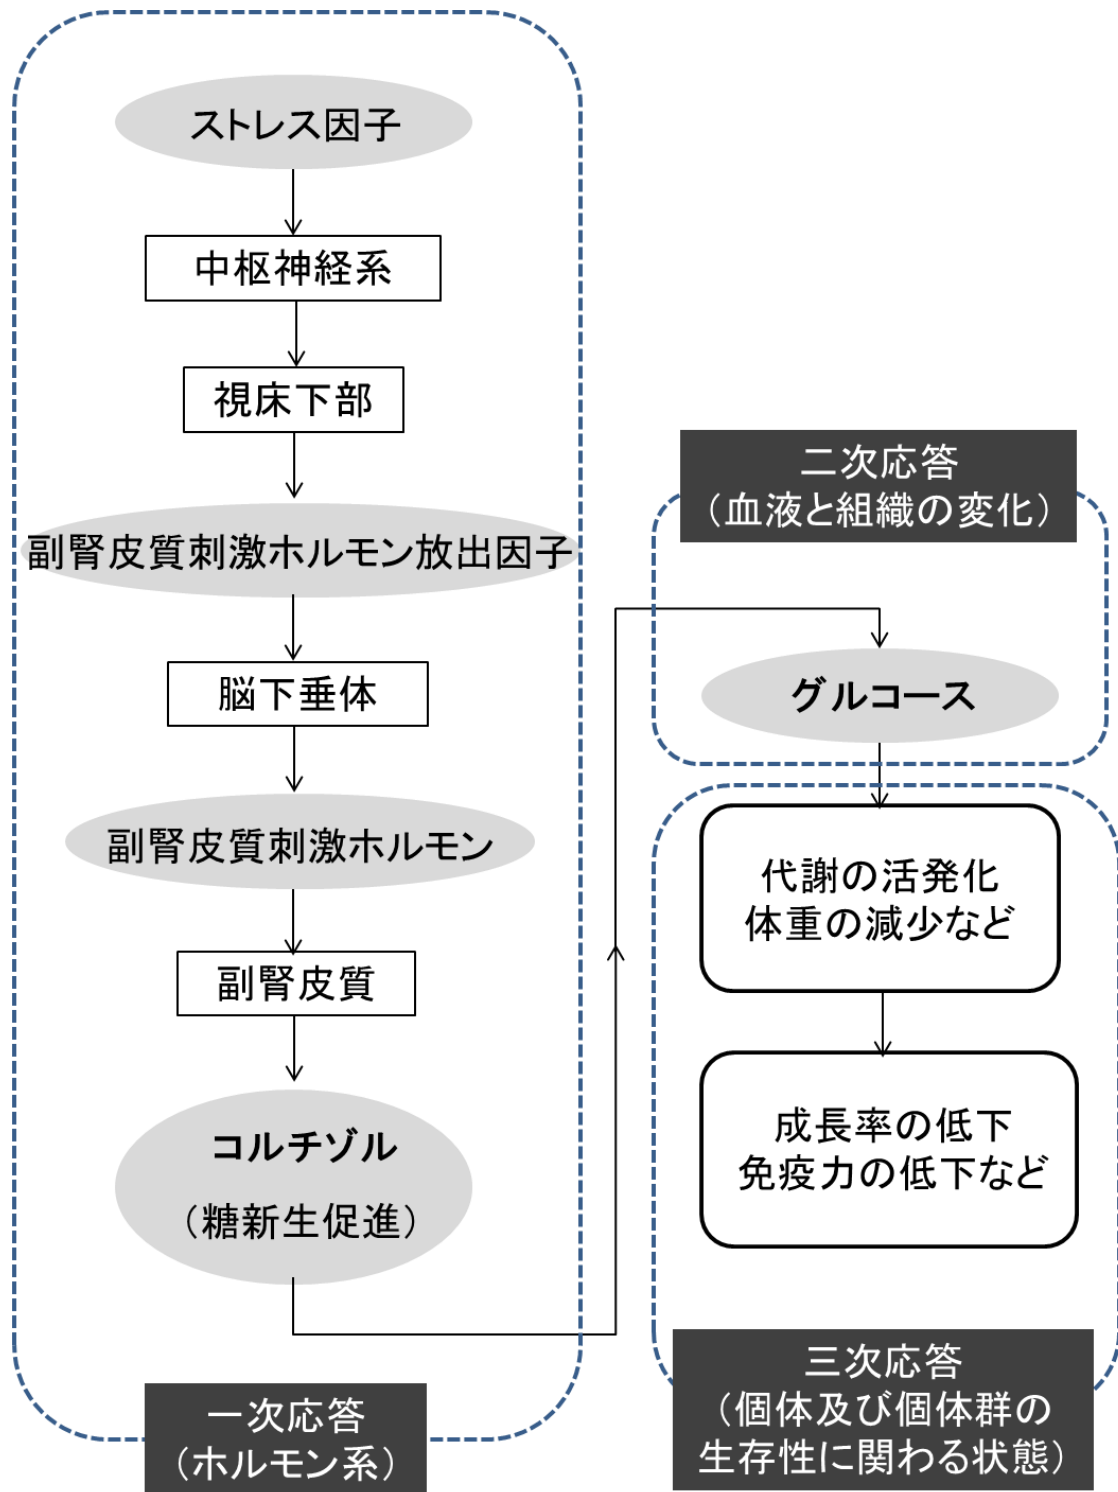 ストレス因子
中枢神経系
視床下部
副腎皮質刺激ホルモン放出因子
脳下垂体
副腎皮質刺激ホルモン
副腎皮質
コルチゾル
（糖新生促進）
一次応答
（ホルモン系）
二次応答
（血液と組織の変化）
グルコース
代謝の活発化
体重の減少など
成長率の低下
免疫力の低下など
三次応答
（個体及び個体群の
生存性に関わる状態）